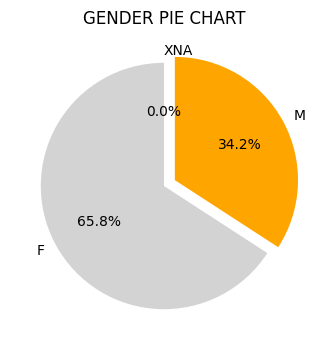 GENDER PIE CHART
XNA
0.0%
M
34.2%
65.8%
F